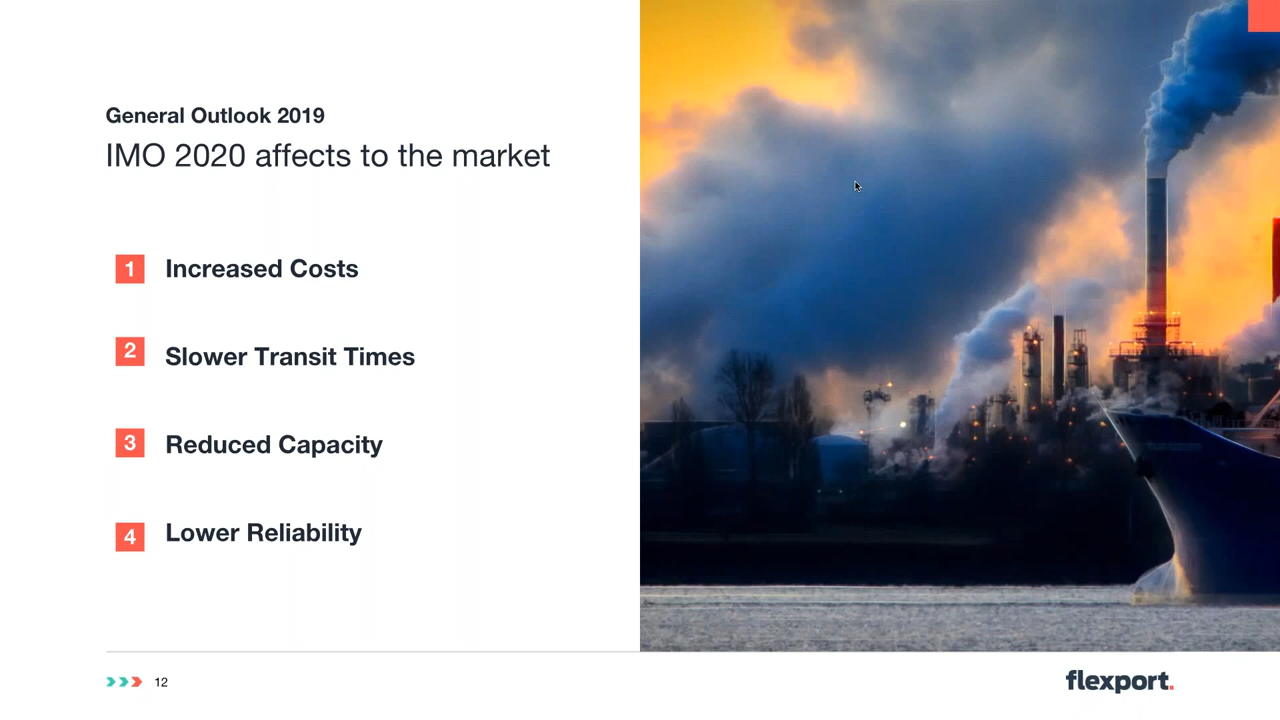 General Outlook 2019
IMO 2020 affects to the market
1 Increased Costs
2 Slower Transit Times
3 Reduced Capacity
4 Lower Reliability
12
flexport.